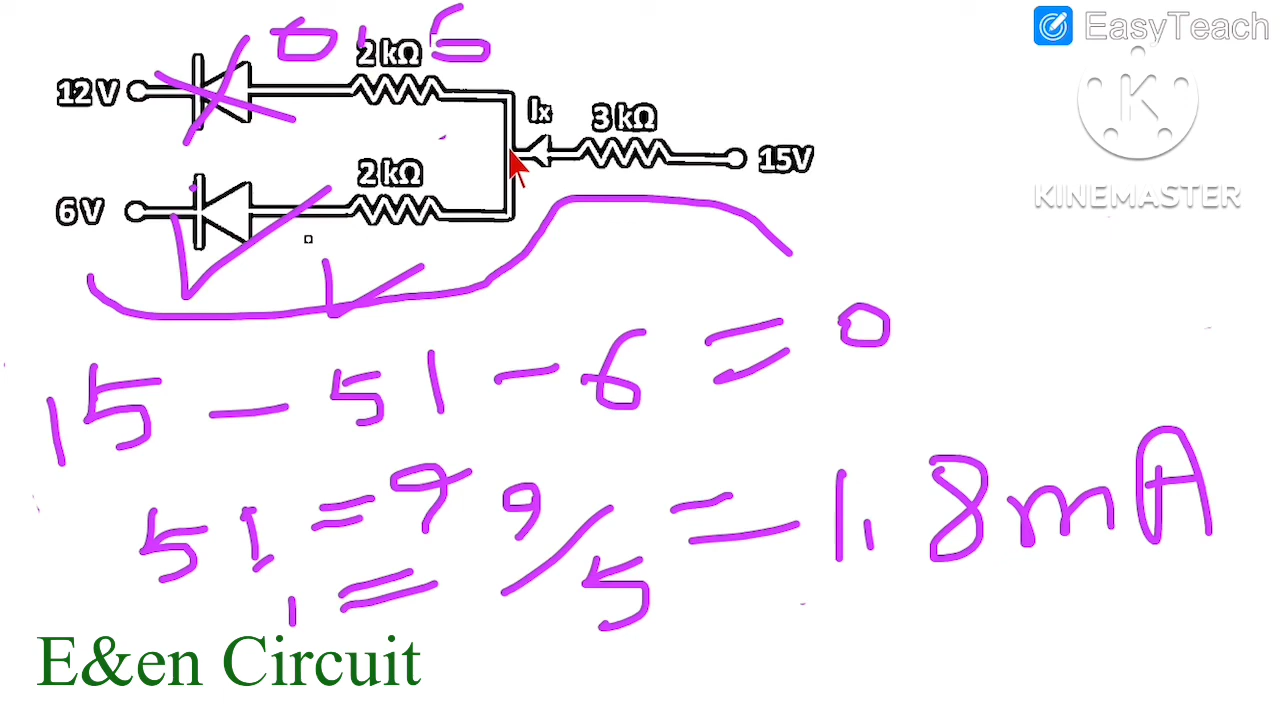 EasyTeach
0.6
2 kΩ
12 V
Ix
3 kΩ
15V
K
2 kΩ
6 V
KINEMASTER
15 - 5I - 6 = 0
5I = 9
I = 9/5 = 1.8mA
E&en Circuit